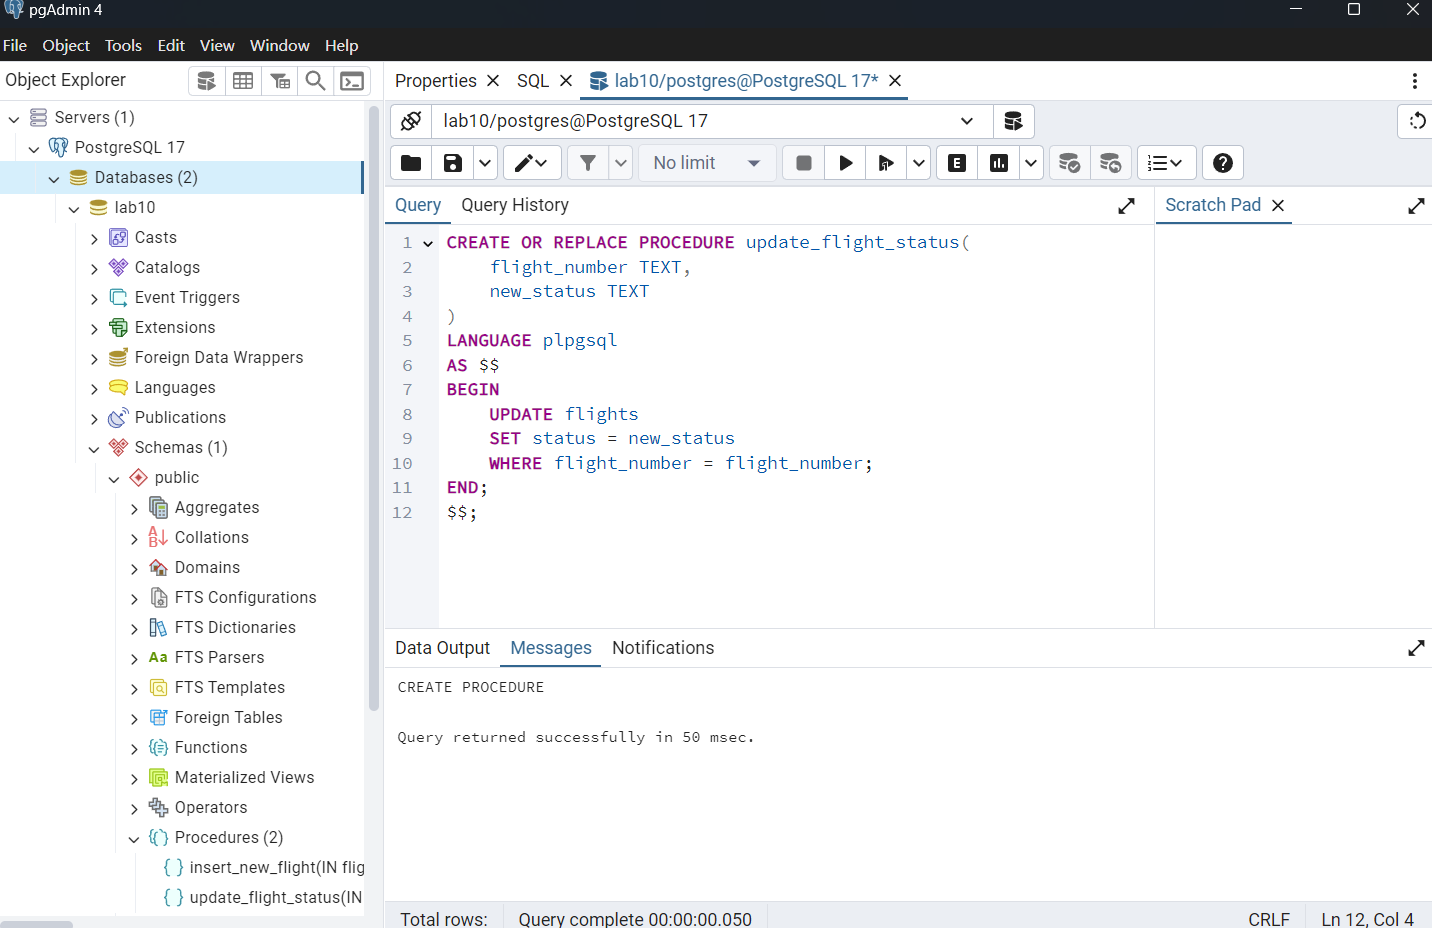 pgAdmin 4
File Object Tools Edit View Window Help
Object Explorer
Servers (1)
PostgreSQL 17
Databases (2)
lab10
Casts
Catalogs
Event Triggers
Extensions
Foreign Data Wrappers
Languages
Publications
Schemas (1)
public
Aggregates
Collations
Domains
FTS Configurations
FTS Dictionaries
Aa FTS Parsers
FTS Templates
Foreign Tables
Functions
Materialized Views
Operators
Procedures (2)
insert_new_flight(IN flig
update_flight_status(IN
Properties SQL lab10/postgres@PostgreSQL 17*
lab10/postgres@PostgreSQL 17
No limit E
Query Query History
1 CREATE OR REPLACE PROCEDURE update_flight_status(
2 flight_number TEXT,
3 new_status TEXT
4 )
5 LANGUAGE plpgsql
6 AS $$
7 BEGIN
8 UPDATE flights
9 SET status = new_status
10 WHERE flight_number = flight_number;
11 END;
12 $$;
Scratch Pad
Data Output Messages Notifications
CREATE PROCEDURE
Query returned successfully in 50 msec.
Total rows: Query complete 00:00:00.050 CRLF Ln 12, Col 4